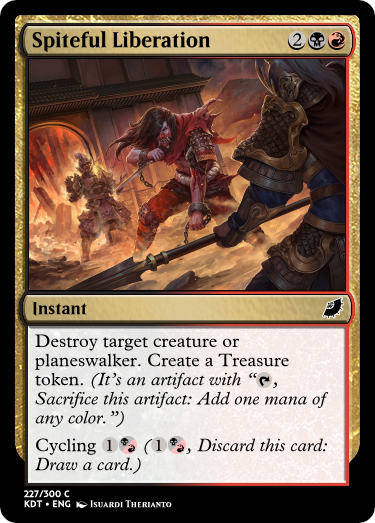 Spiteful Liberation 2
Instant
Destroy target creature or
planeswalker. Create a Treasure
token. (It's an artifact with “,
Sacrifice this artifact: Add one mana of
any color.”)
Cycling 1 (1, Discard this card:
Draw a card.)
227/300 C
KDT • ENG Isuardi Therianto